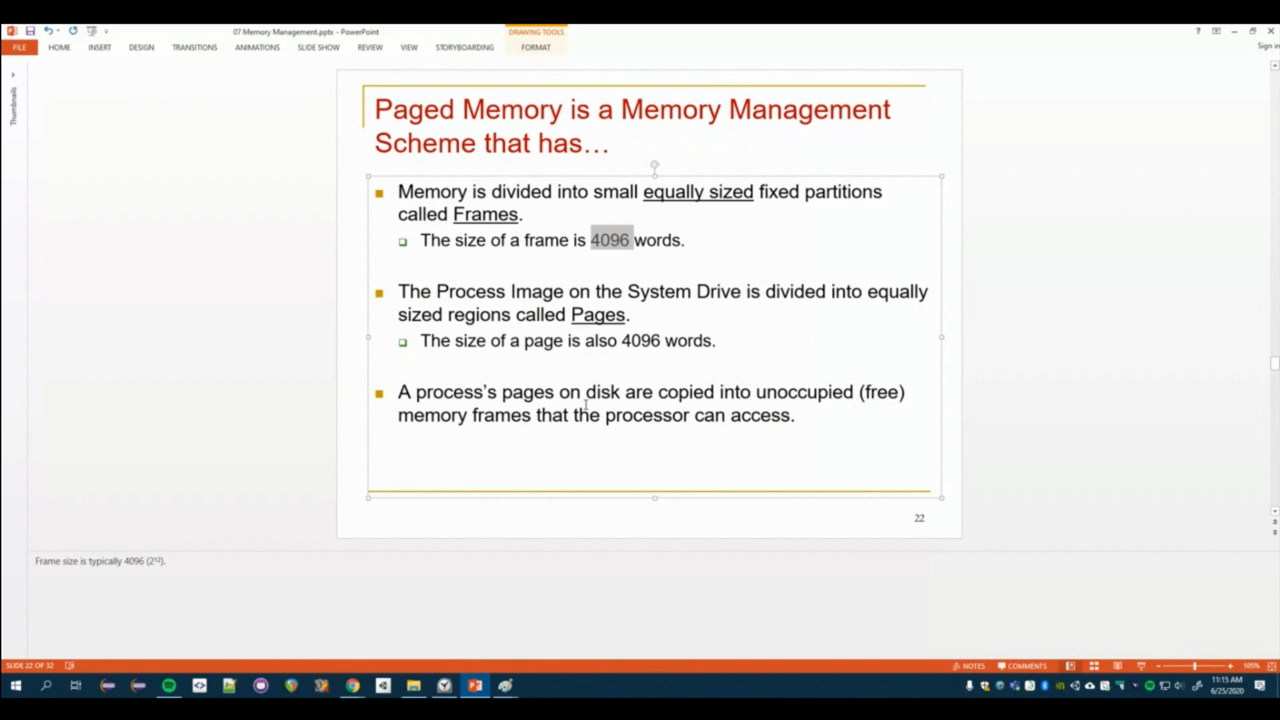 07 Memory Management.pptx - PowerPoint
DRAWING TOOLS
?
FILE HOME INSERT DESIGN TRANSITIONS ANIMATIONS SLIDE SHOW REVIEW VIEW STORYBOARDING FORMAT
Sign in
Thumbnails
Paged Memory is a Memory Management
Scheme that has…
Memory is divided into small equally sized fixed partitions
called Frames.
The size of a frame is 4096 words.
The Process Image on the System Drive is divided into equally
sized regions called Pages.
The size of a page is also 4096 words.
A process’s pages on disk are copied into unoccupied (free)
memory frames that the processor can access.
22
Frame size is typically 4096 (2¹²).
SLIDE 22 OF 32 NOTES COMMENTS 105%
11:15 AM
6/25/2020